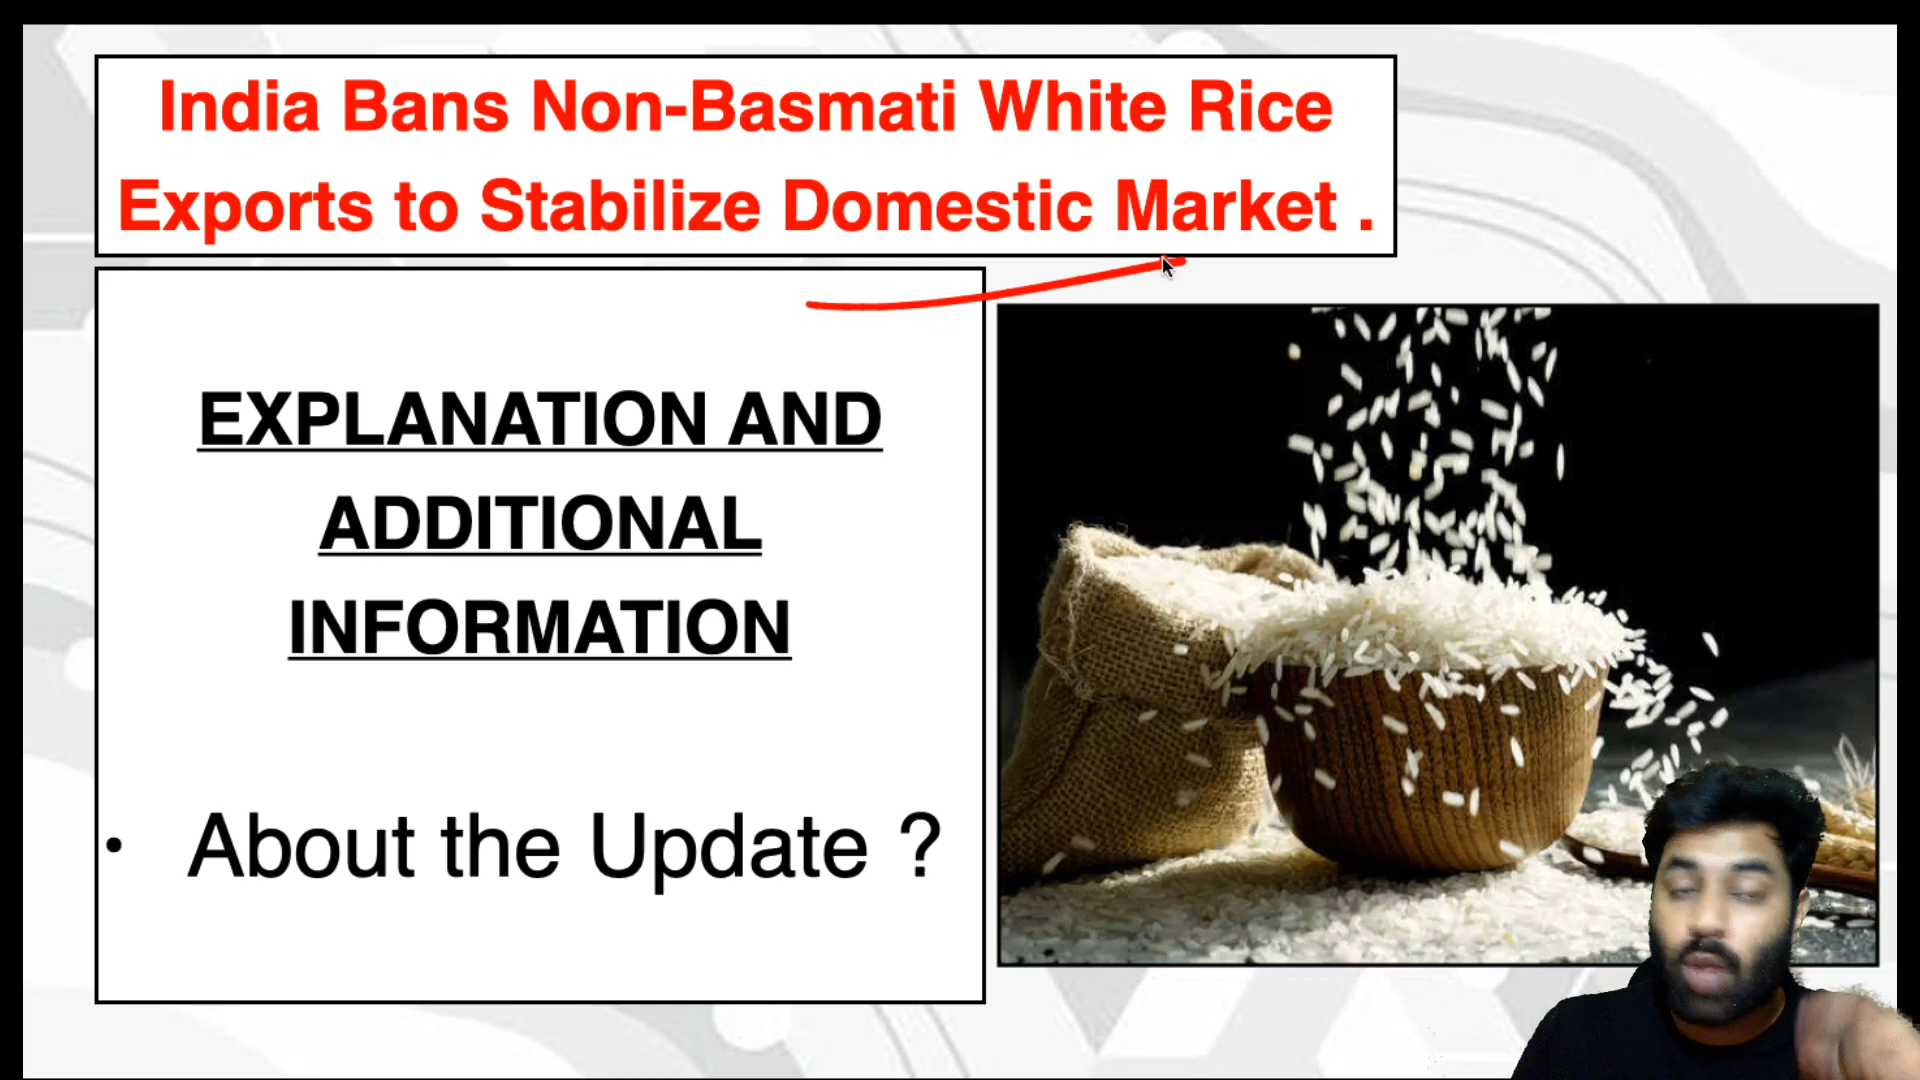 India Bans Non-Basmati White Rice
Exports to Stabilize Domestic Market .
EXPLANATION AND
ADDITIONAL
INFORMATION
• About the Update ?